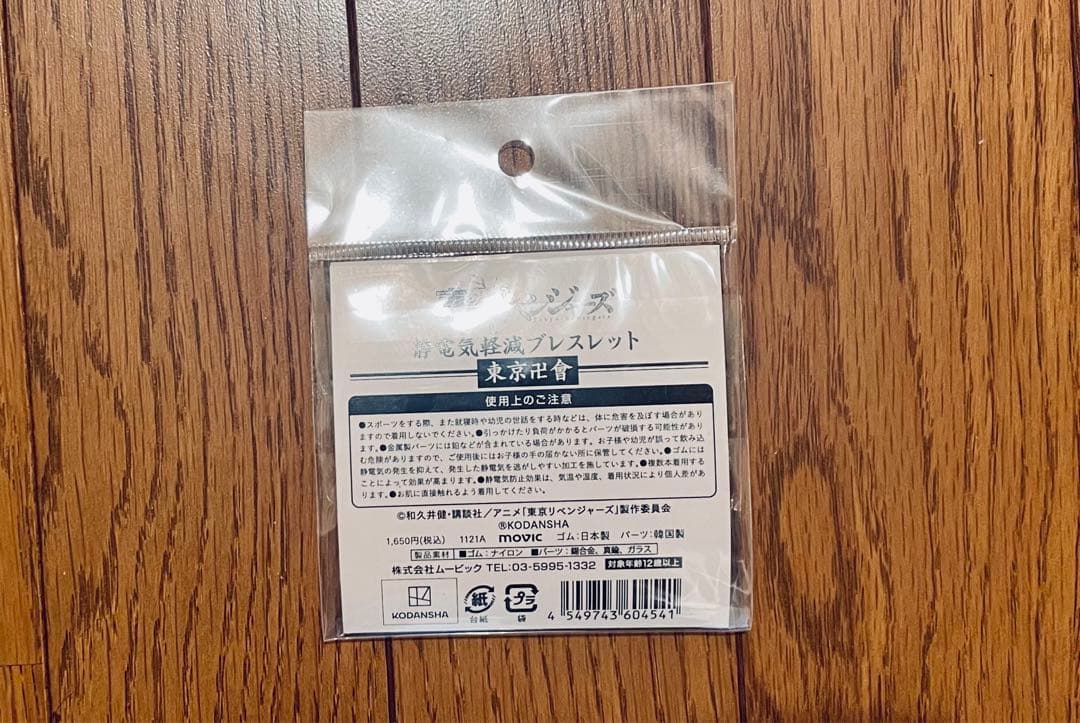 リベンジャーズ
静電気軽減ブレスレット
東京卍會
使用上のご注意
●スポーツをする際、また就寝時や幼児の世話をする時などは、体に危害を及ぼす場合があり
ますので着用しないでください。●引っかけたり負荷がかかるとパーツが破損する可能性があり
ます。●金属製パーツには鉛などが含まれている場合があります。お子様や幼児が誤って飲み込
む危険がありますので、ご使用後にはお子様の手の届かない所に保管してください。●ゴムには
静電気の発生を抑えて、発生した静電気を逃がしやすい加工を施しています。●複数本着用する
ことによって効果が高まります。●静電気防止効果は、気温や湿度、着用状況により個人差があ
ります。●お肌に直接触れるよう着用してください。
©和久井健・講談社／アニメ「東京リベンジャーズ」製作委員会
®KODANSHA
1,650円(税込) 1121A movic ゴム:日本製 パーツ:韓国製
製品素材 ■ゴム:ナイロン ■パーツ:錫合金、真鍮、ガラス
株式会社ムービック TEL:03-5995-1332 対象年齢12歳以上
KODANSHA 紙 台紙 プラ 袋 4 549743 604541